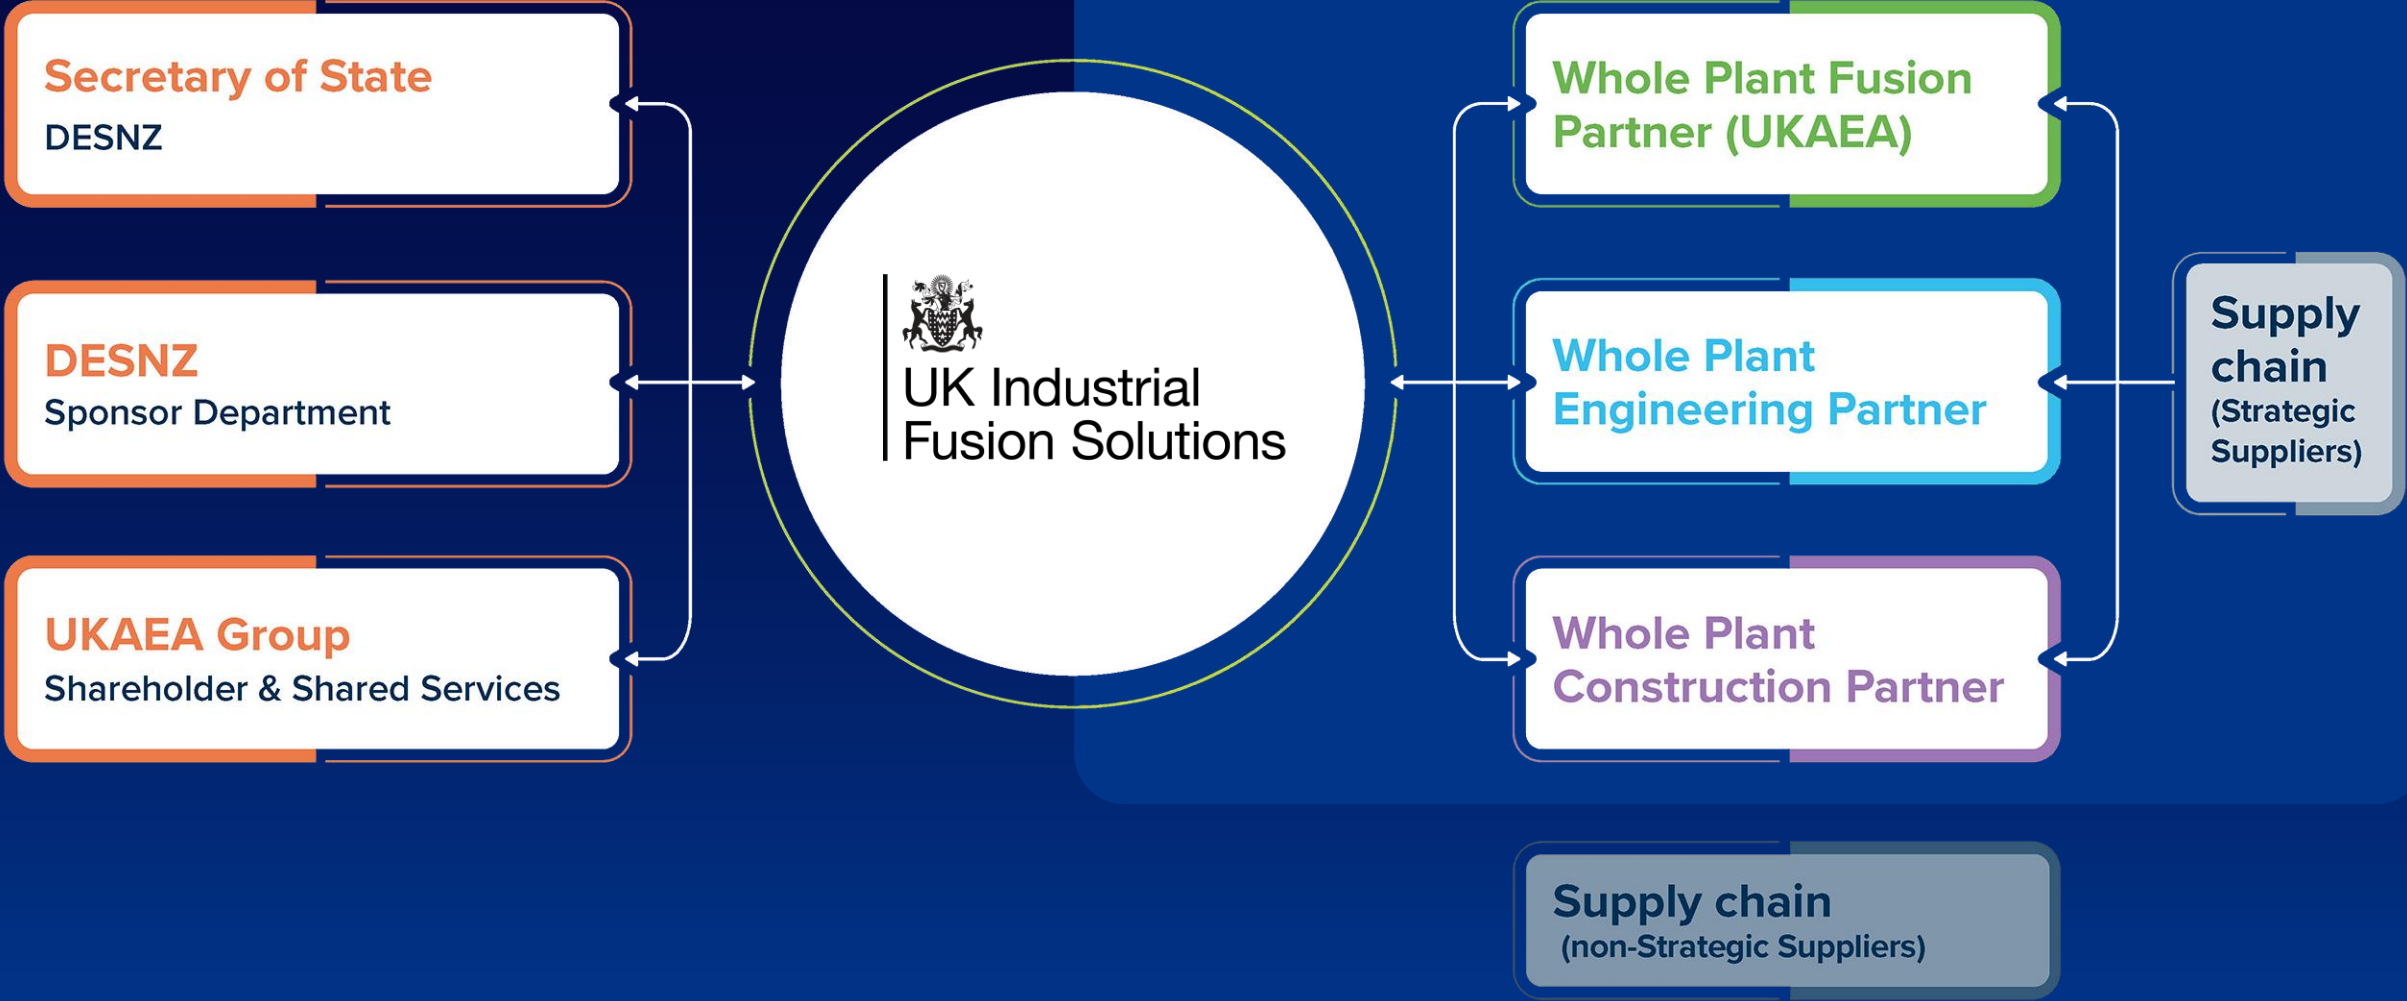 Secretary of State
DESNZ
DESNZ
Sponsor Department
UKAEA Group
Shareholder & Shared Services
UK Industrial
Fusion Solutions
Whole Plant Fusion
Partner (UKAEA)
Whole Plant
Engineering Partner
Whole Plant
Construction Partner
Supply
chain
(Strategic
Suppliers)
Supply chain
(non-Strategic Suppliers)